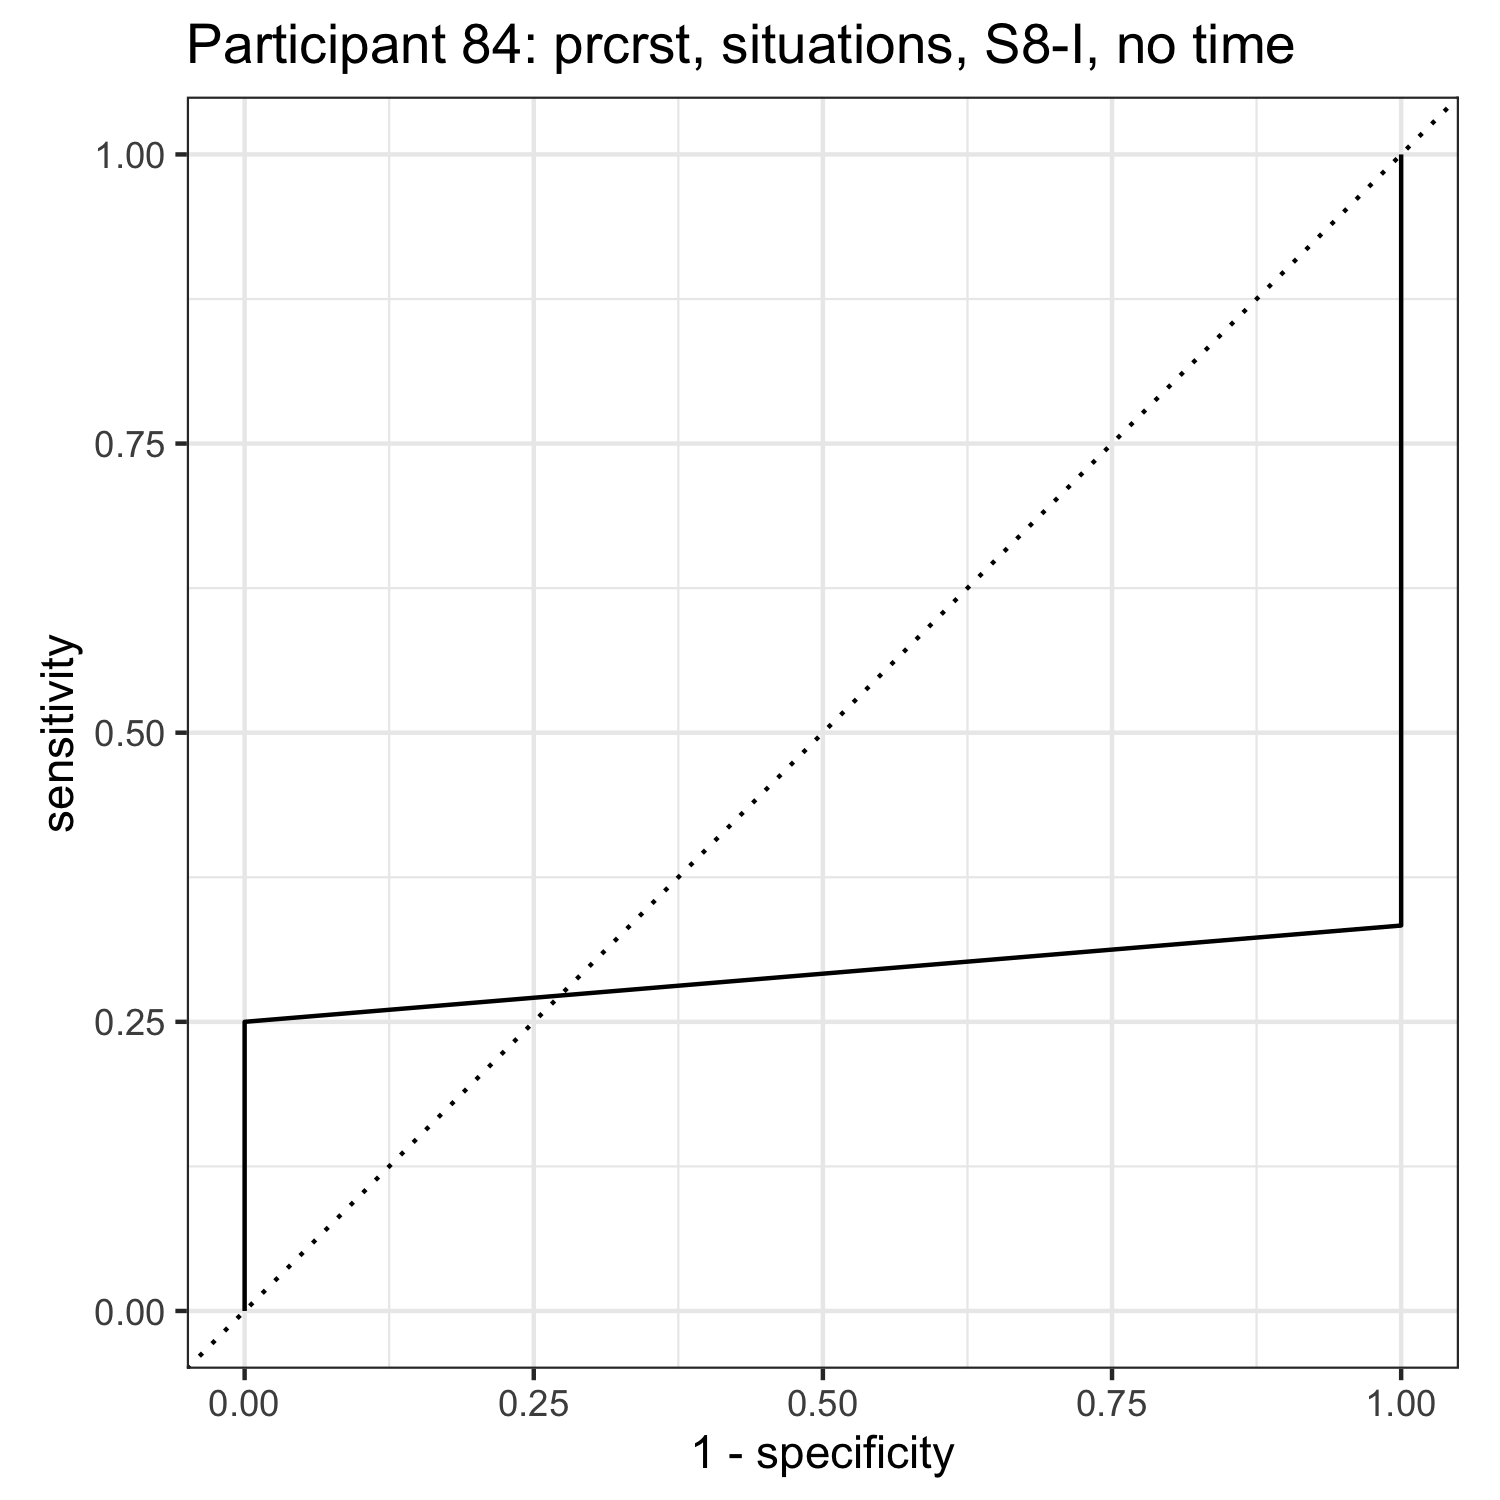 Participant 84: prcrst, situations, S8-I, no time
1.00
0.75
0.50
0.25
0.00
sensitivity
0.00 0.25 0.50 0.75 1.00
1 - specificity